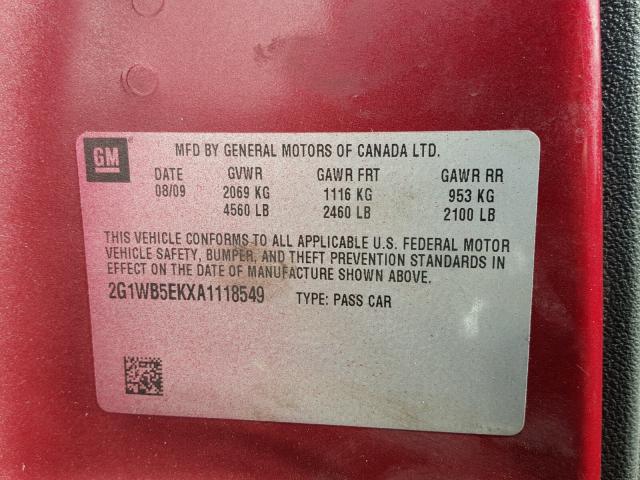 GM
MFD BY GENERAL MOTORS OF CANADA LTD.
DATE GVWR GAWR FRT GAWR RR
08/09 2069 KG 1116 KG 953 KG
4560 LB 2460 LB 2100 LB
THIS VEHICLE CONFORMS TO ALL APPLICABLE U.S. FEDERAL MOTOR
VEHICLE SAFETY, BUMPER, AND THEFT PREVENTION STANDARDS IN
EFFECT ON THE DATE OF MANUFACTURE SHOWN ABOVE.
2G1WB5EKXA1118549 TYPE: PASS CAR